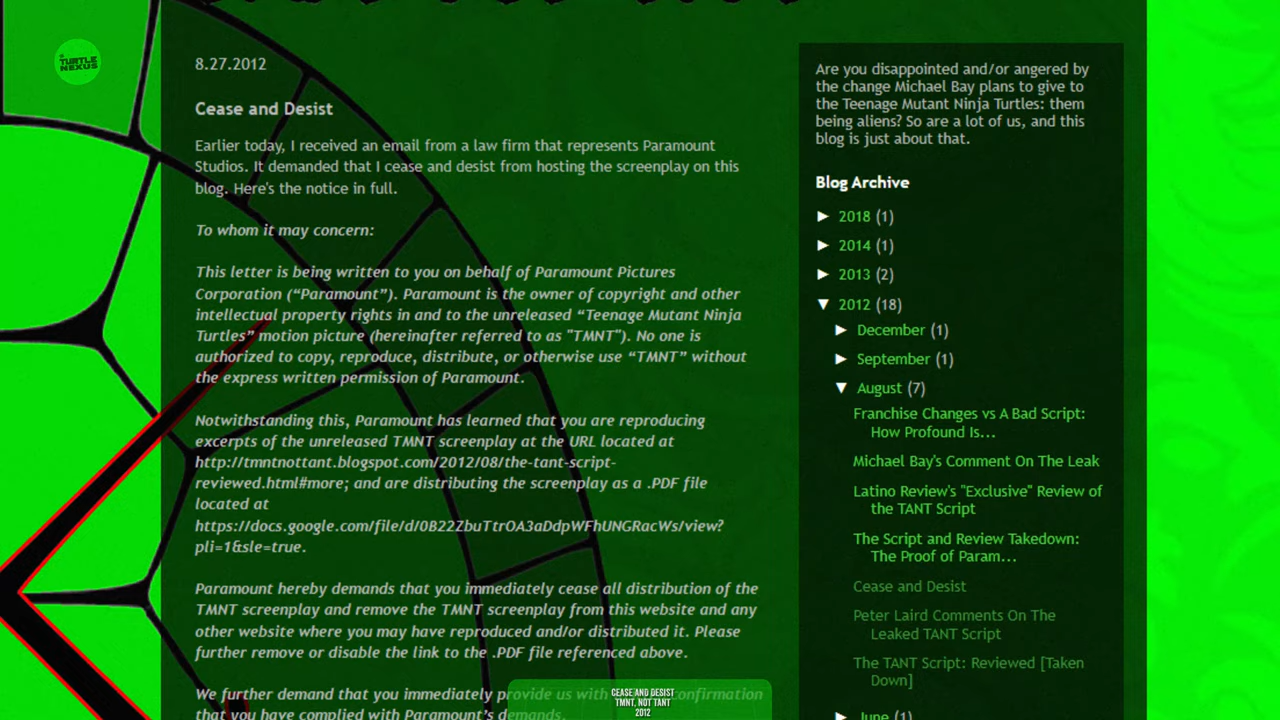 TURTLE
NEXUS
8.27.2012
Cease and Desist
Earlier today, I received an email from a law firm that represents Paramount
Studios. It demanded that I cease and desist from hosting the screenplay on this
blog. Here's the notice in full.
To whom it may concern:
This letter is being written to you on behalf of Paramount Pictures
Corporation (“Paramount”). Paramount is the owner of copyright and other
intellectual property rights in and to the unreleased “Teenage Mutant Ninja
Turtles” motion picture (hereinafter referred to as "TMNT"). No one is
authorized to copy, reproduce, distribute, or otherwise use “TMNT” without
the express written permission of Paramount.
Notwithstanding this, Paramount has learned that you are reproducing
excerpts of the unreleased TMNT screenplay at the URL located at
http://tmntnottant.blogspot.com/2012/08/the-tant-script-
reviewed.html#more; and are distributing the screenplay as a .PDF file
located at
https://docs.google.com/file/d/0B22ZbuTtrOA3aDdpWFhUNGRacWs/view?
pli=1&sle=true.
Paramount hereby demands that you immediately cease all distribution of the
TMNT screenplay and remove the TMNT screenplay from this website and any
other website where you may have reproduced and/or distributed it. Please
further remove or disable the link to the .PDF file referenced above.
We further demand that you immediately provide us with confirmation
that you have complied with Paramount's demands.
Are you disappointed and/or angered by
the change Michael Bay plans to give to
the Teenage Mutant Ninja Turtles: them
being aliens? So are a lot of us, and this
blog is just about that.
Blog Archive
► 2018 (1)
► 2014 (1)
► 2013 (2)
▼ 2012 (18)
► December (1)
► September (1)
▼ August (7)
Franchise Changes vs A Bad Script:
How Profound Is...
Michael Bay's Comment On The Leak
Latino Review's "Exclusive" Review of
the TANT Script
The Script and Review Takedown:
The Proof of Param...
Cease and Desist
Peter Laird Comments On The
Leaked TANT Script
The TANT Script: Reviewed [Taken
Down]
► June (1)
CEASE AND DESIST
TMNT, NOT TANT
2012